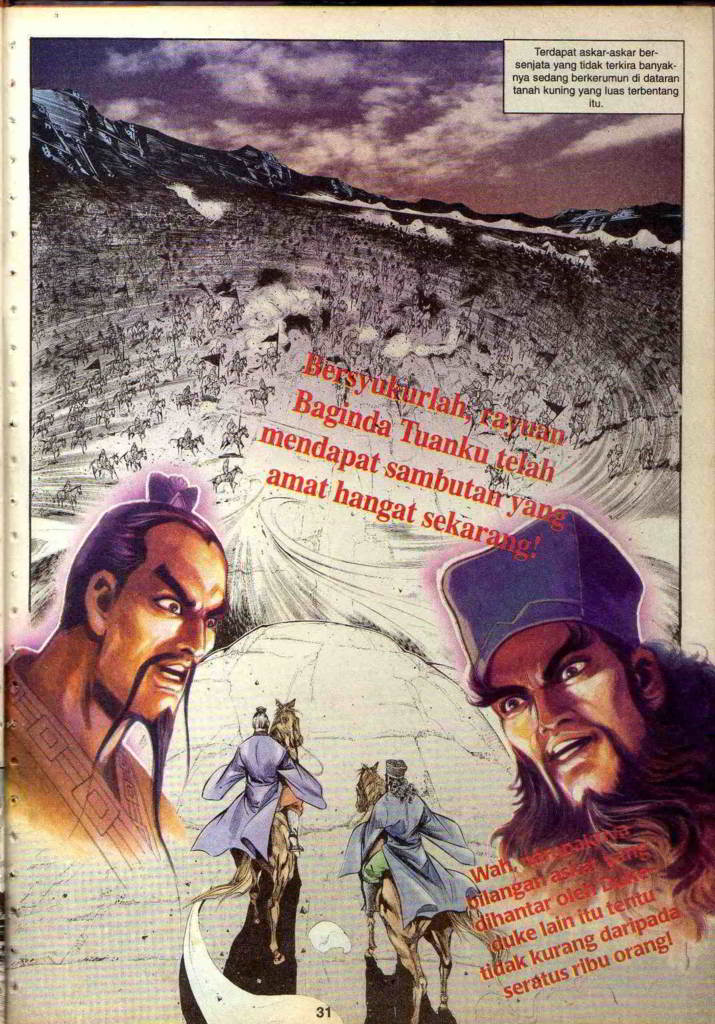 Terdapat askar-askar ber-
senjata yang tidak terkira banyak-
nya sedang berkerumun di dataran
tanah kuning yang luas terbentang
itu.
Bersyukurlah, rayuan
Baginda Tuanku telah
mendapat sambutan yang
amat hangat sekarang!
Wah,
bilangan askar yang
dihantar oleh Duke-
duke lain itu tentu
tidak kurang daripada
seratus ribu orang!
31